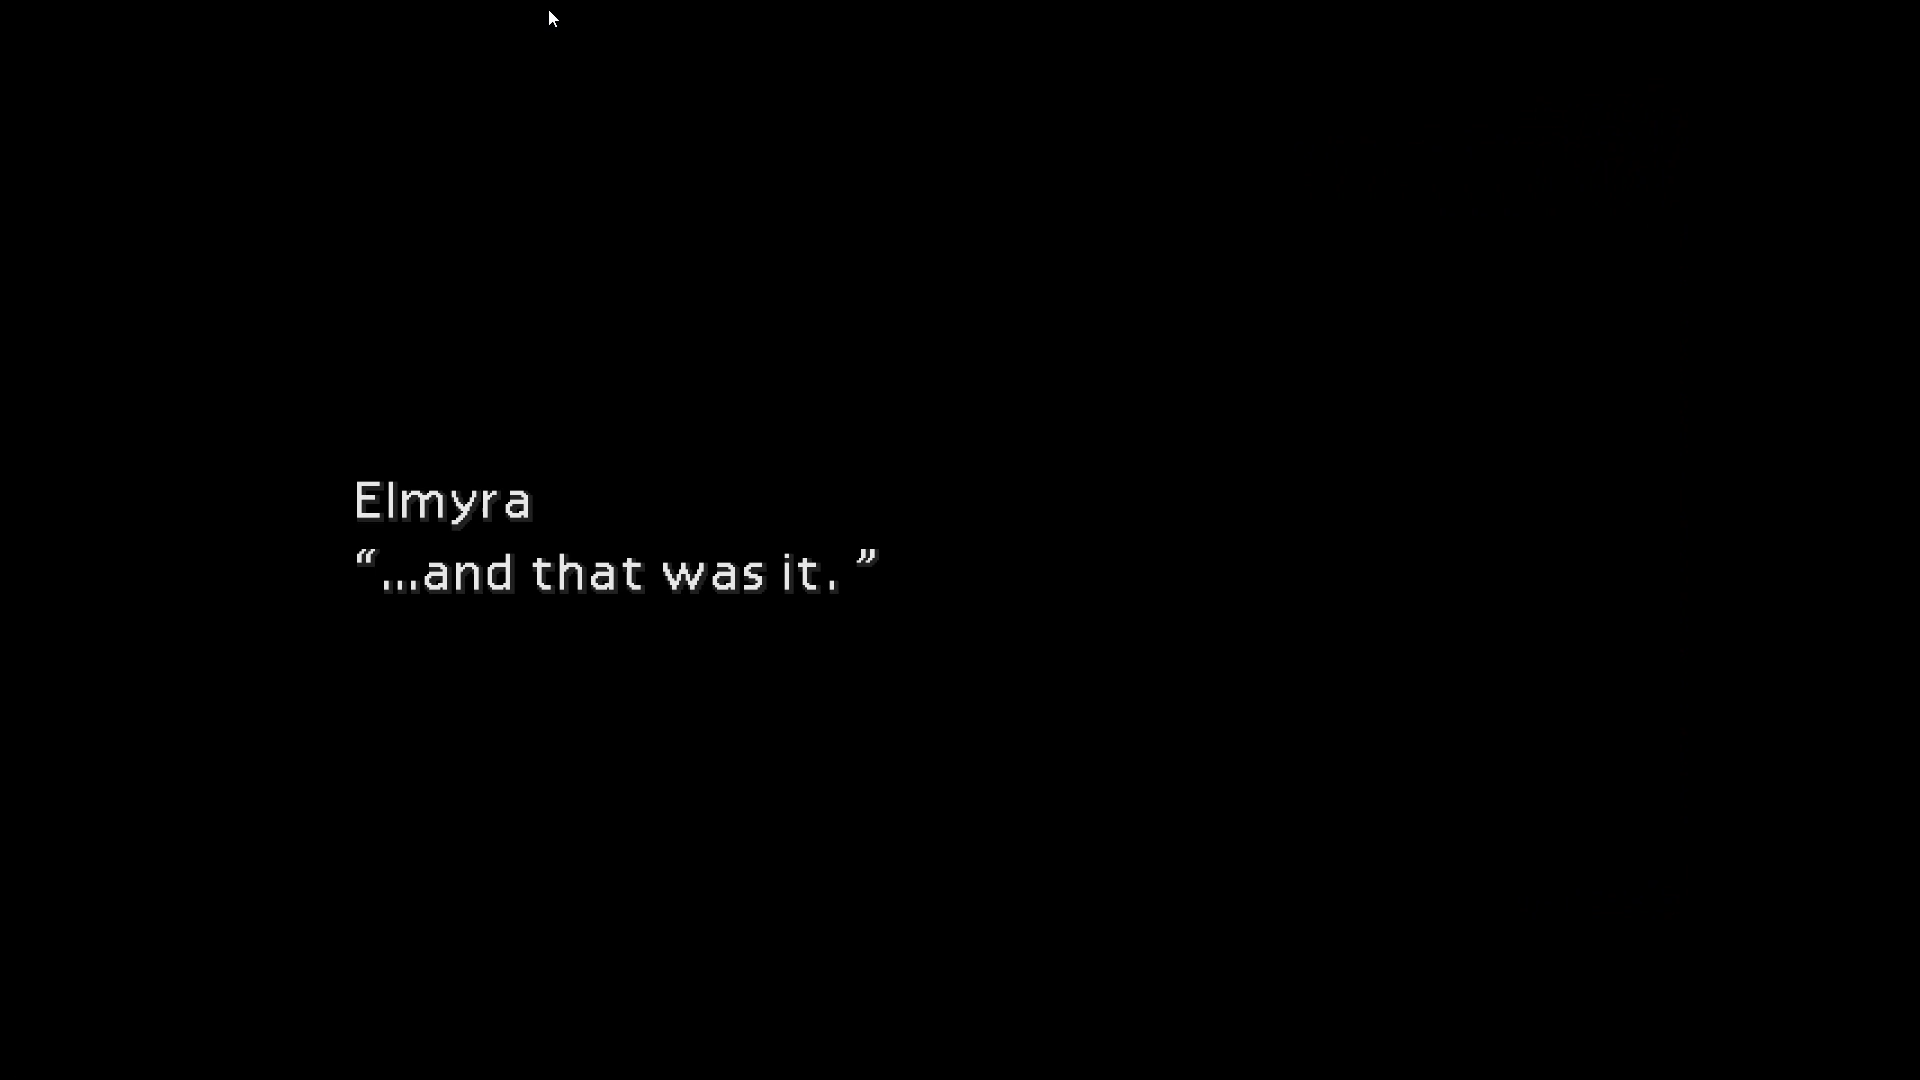 Elmyra
“...and that was it. ”